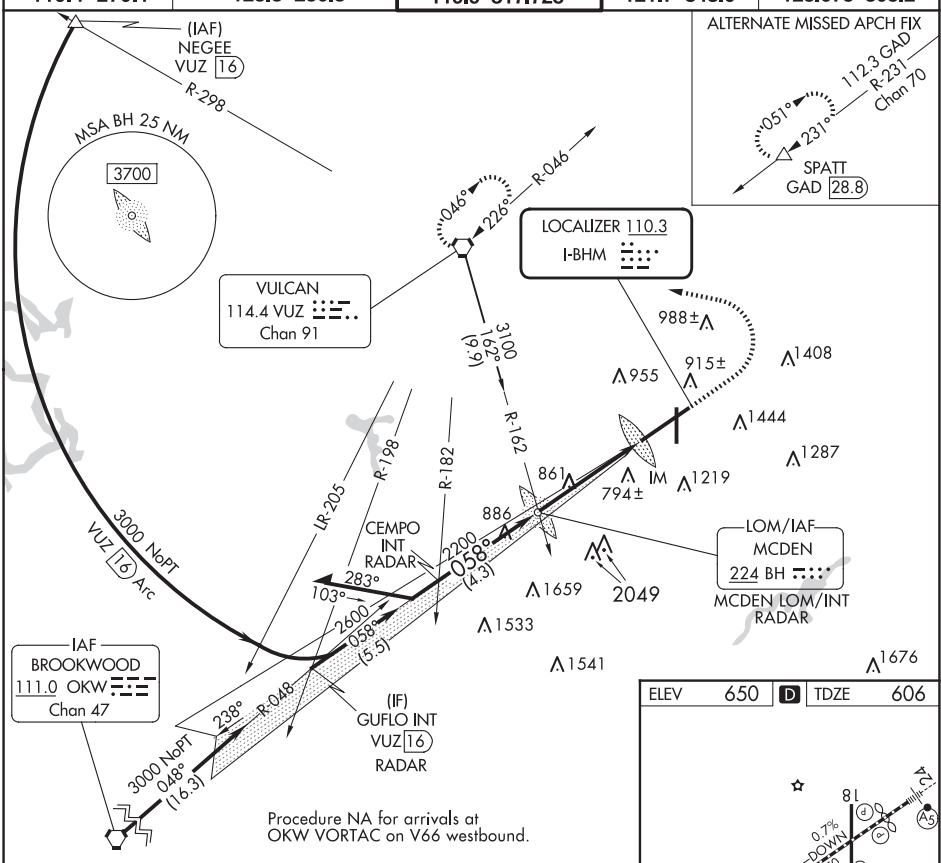 ALTERNATE MISSED APCH FIX
112.3 GAD
R-231
Chan 70
051°
231°
SPATT
GAD 28.8
(IAF)
NEGEE
VUZ 16
R-298
MSA BH 25 NM
3700
046°
226°
R-046
LOCALIZER 110.3
I-BHM
VULCAN
114.4 VUZ
Chan 91
3100
162°
(9.9)
R-162
988±
915±
955
1408
1444
1287
1219
IM
794±
861
886
LR-205
R-198
R-182
CEMPO
INT
RADAR
2200
058°
(4.3)
3000 NoPT
VUZ 16 Arc
283°
103°
2600
058°
(5.5)
LOM/IAF
MCDEN
224 BH
MCDEN LOM/INT
RADAR
2049
1659
1533
1541
1676
IAF
BROOKWOOD
111.0 OKW
Chan 47
238°
R-048
3000 NoPT
048°
(16.3)
(IF)
GUFLO INT
VUZ 16
RADAR
Procedure NA for arrivals at
OKW VORTAC on V66 westbound.
ELEV 650 D TDZE 606
18
24
P
P
A5
0.7%
DOWN